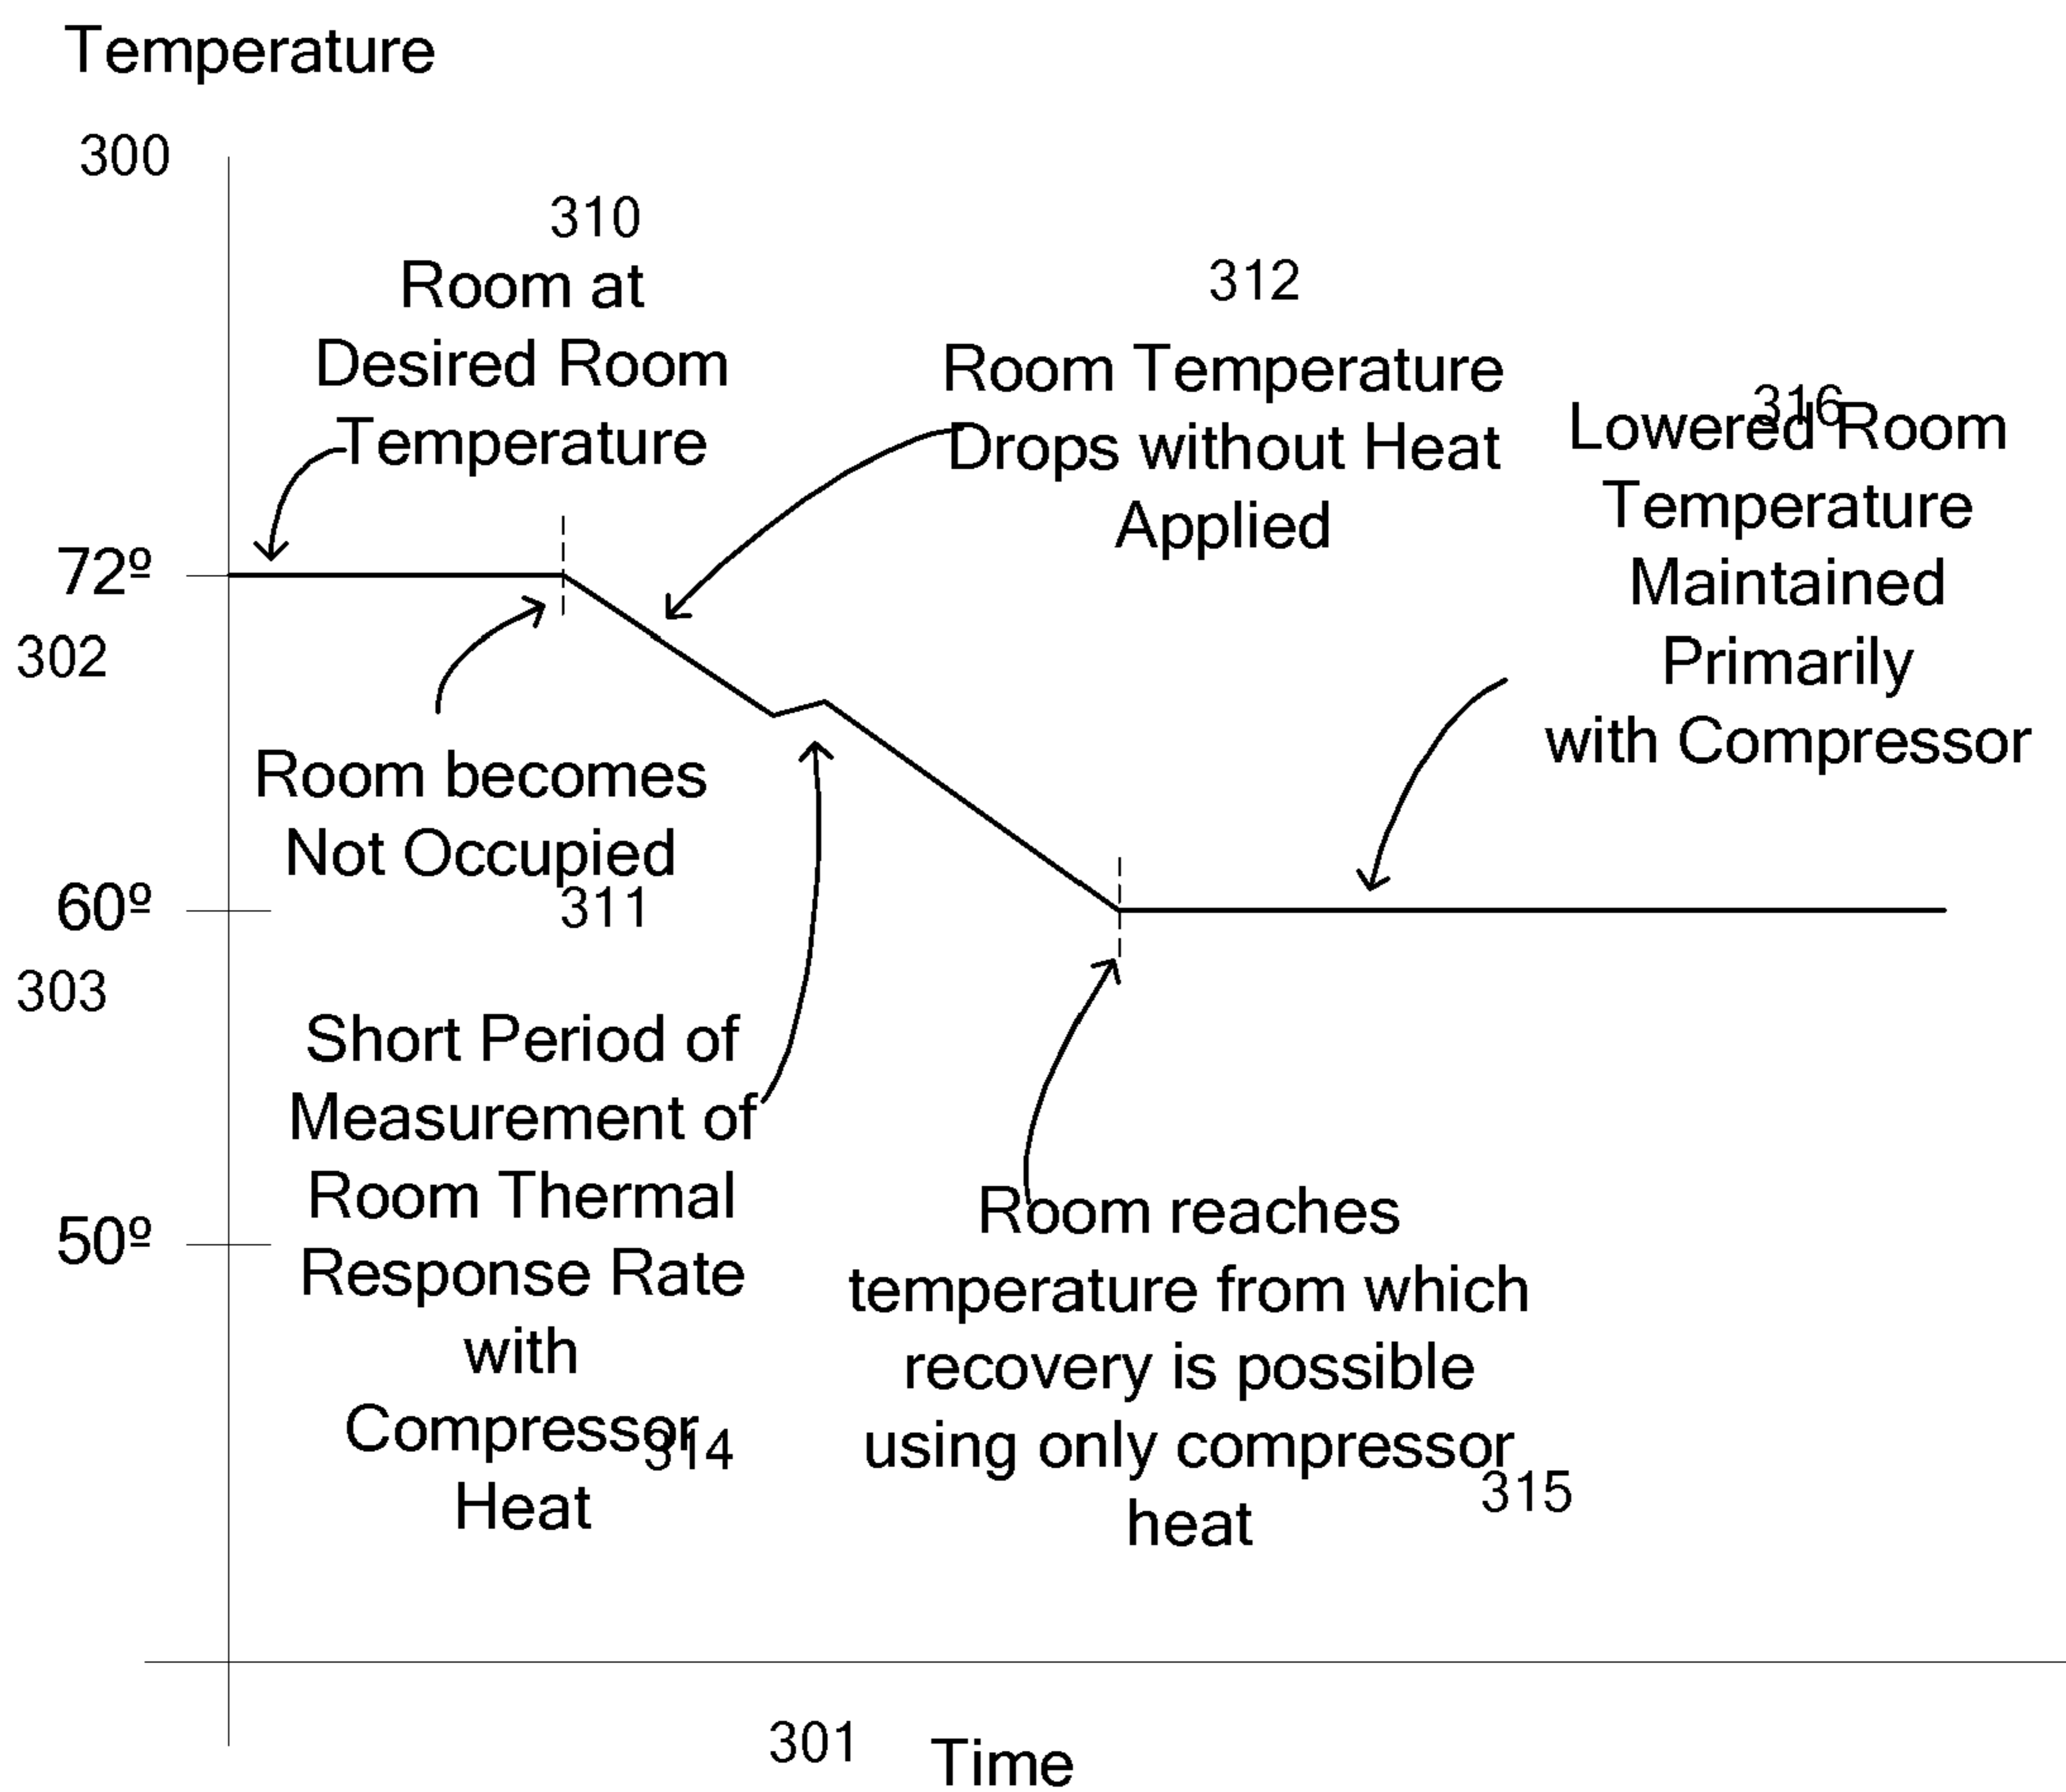 Temperature
300
310
Room at
Desired Room
Temperature
312
Room Temperature
Drops without Heat
Applied
316
Lowered Room
Temperature
Maintained
Primarily
with Compressor
72º
302
Room becomes
Not Occupied
311
60º
303
Short Period of
Measurement of
Room Thermal
Response Rate
with
Compressor
314
Heat
50º
Room reaches
temperature from which
recovery is possible
using only compressor
315
heat
301
Time